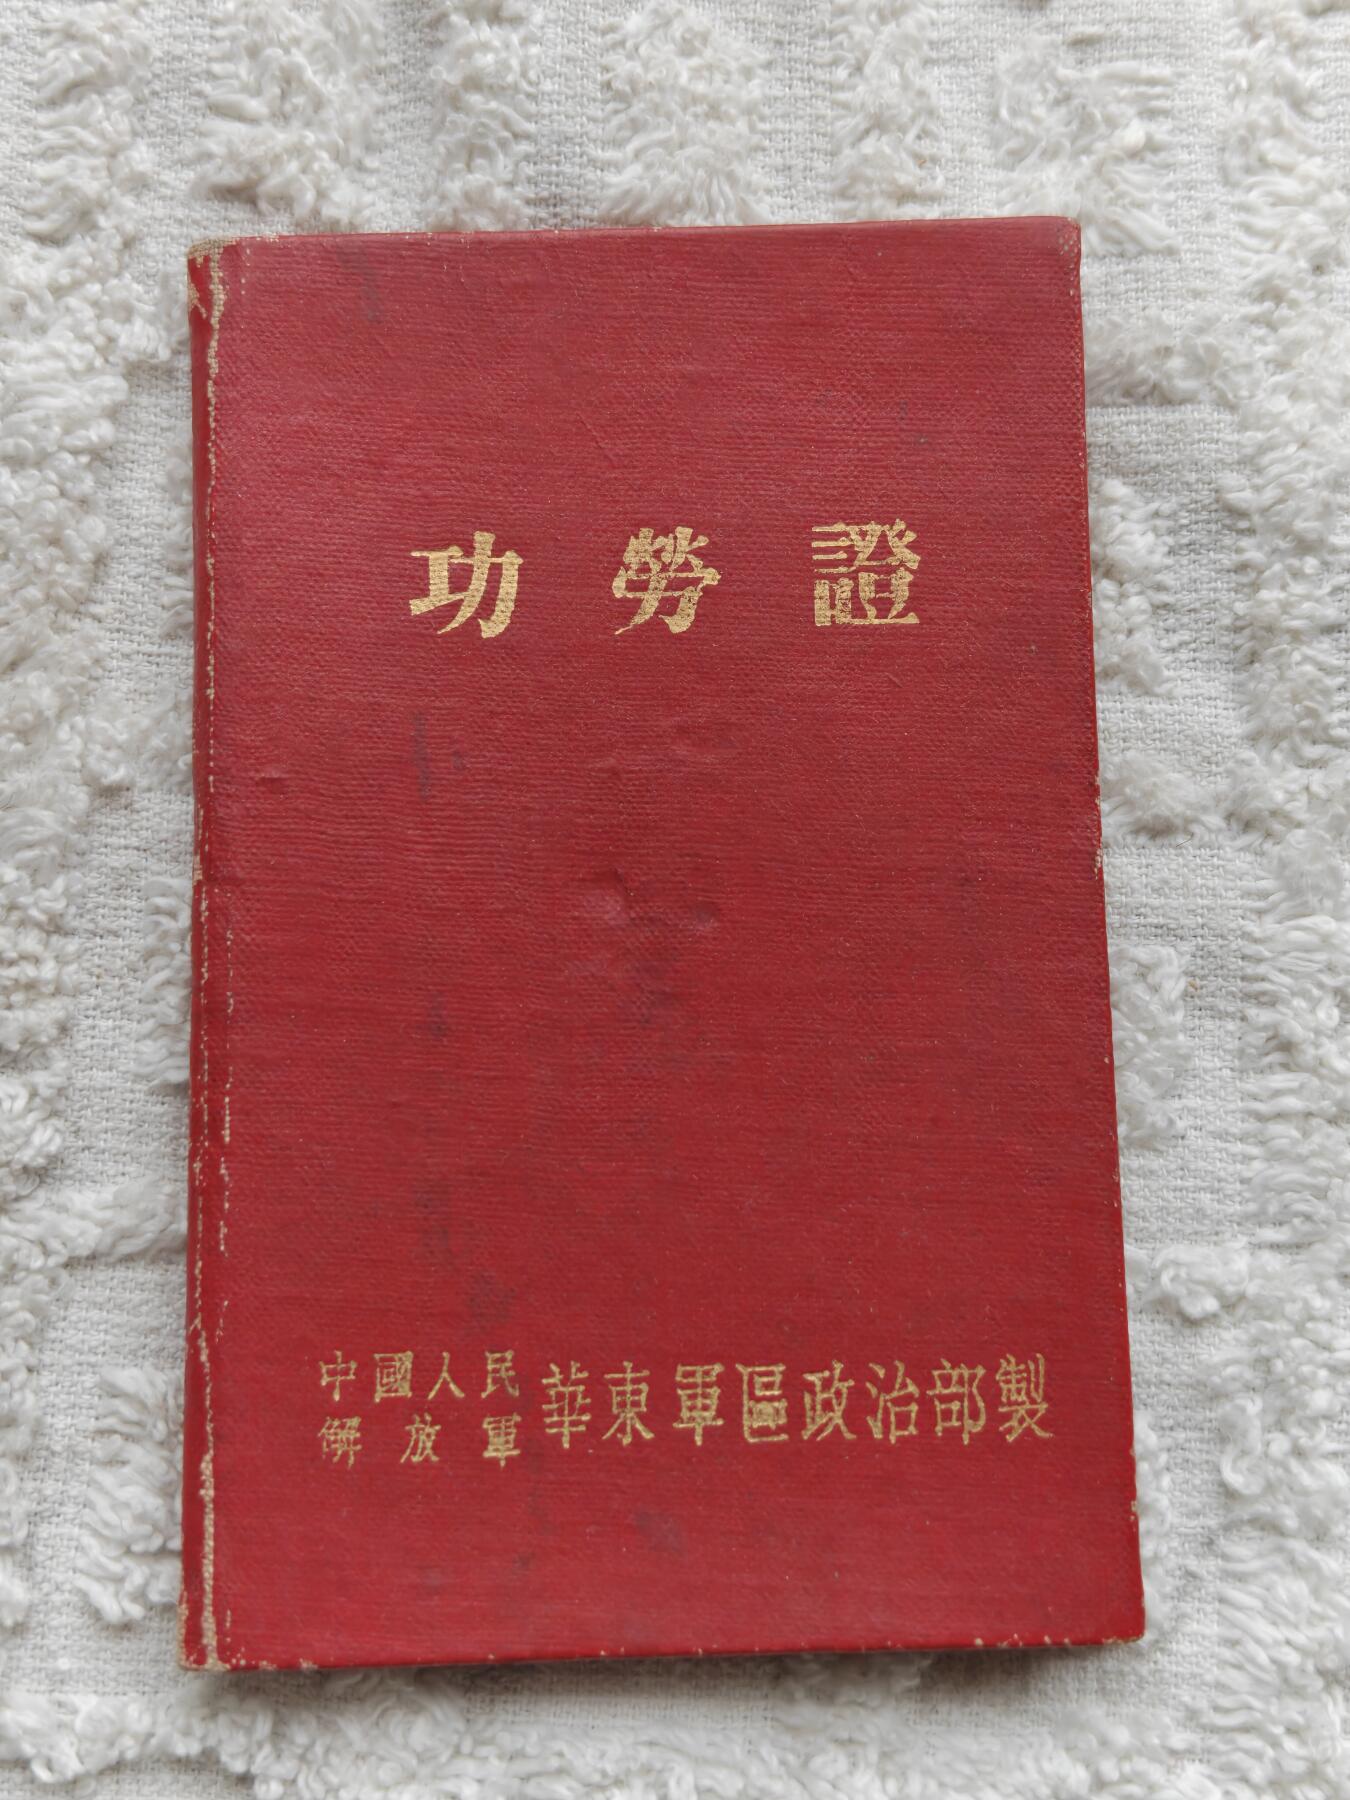 功勞證
中國人民
解放軍
華東軍區政治部製